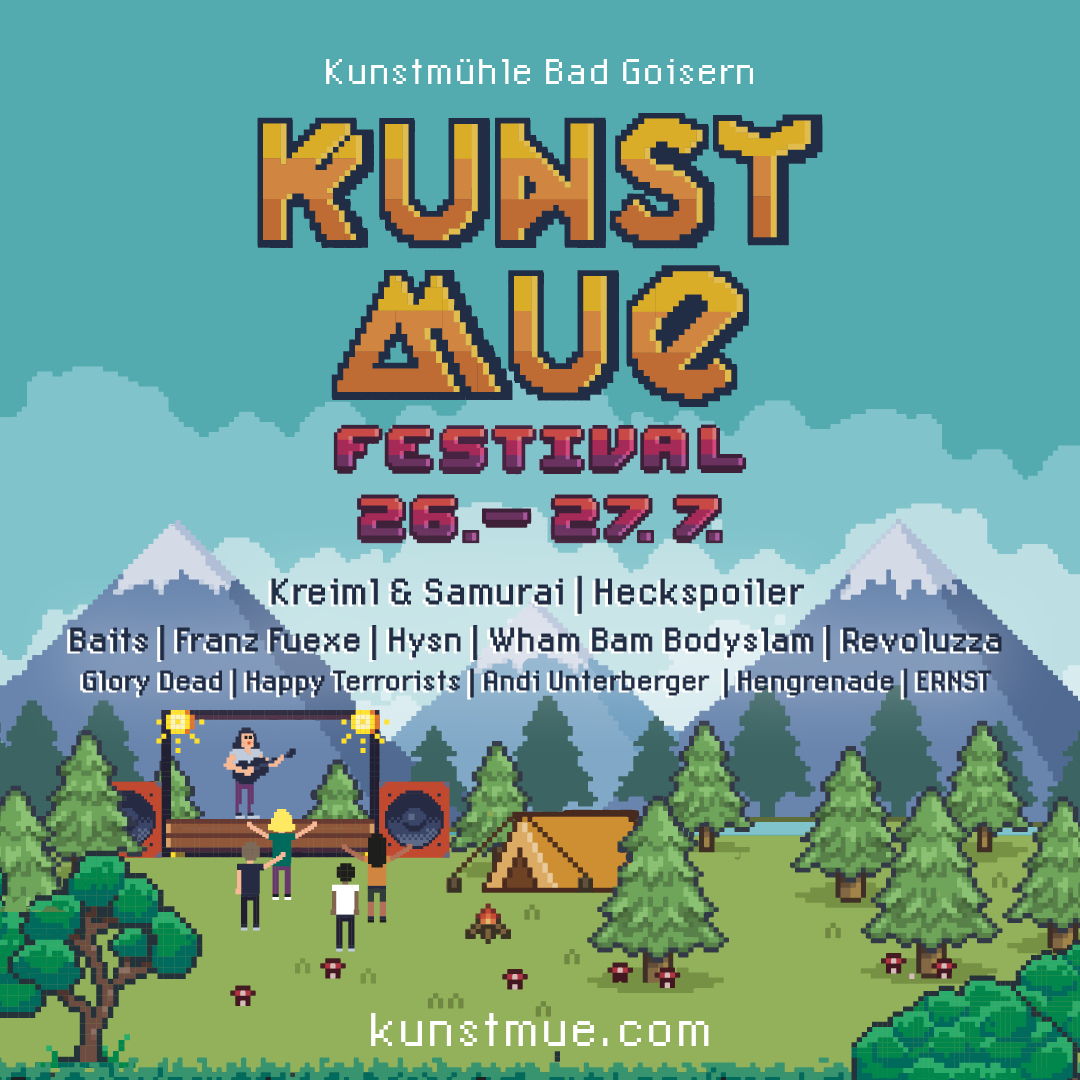 Kunstmühle Bad Goisern
KUNST
MUE
FESTIVAL
26.- 27. 7.
Kreiml & Samurai | Heckspoiler
Baits | Franz Fuexe | Hysn | Wham Bam Bodyslam | Revoluzza
Glory Dead | Happy Terrorists | Andi Unterberger | Hengrenade | ERNST
kunstmue.com